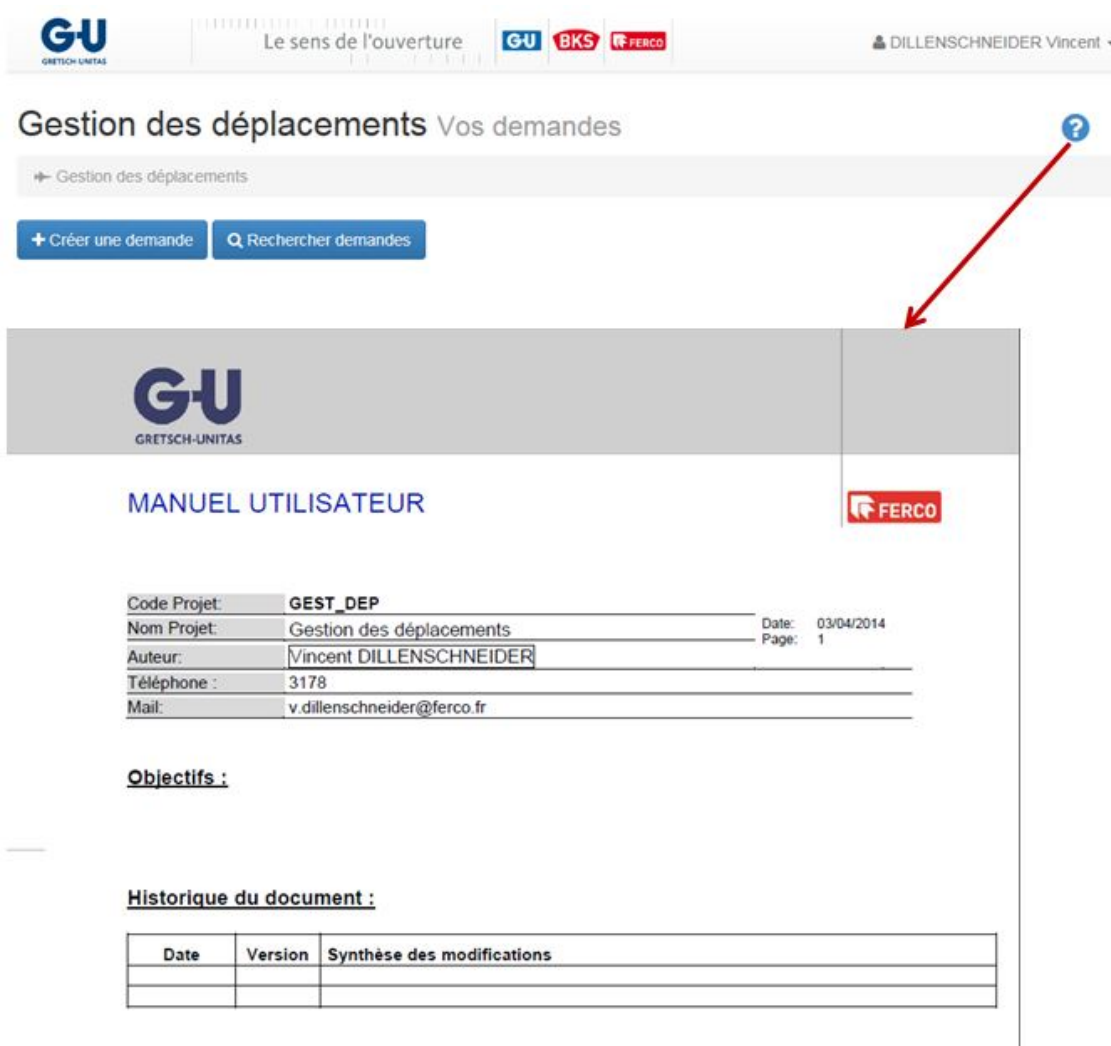 G-U
GRETSCH-UNITAS
Le sens de l'ouverture
G-U BKS FERCO
DILLENSCHNEIDER Vincent
Gestion des déplacements Vos demandes
?
Gestion des déplacements
+ Créer une demande
Rechercher demandes
G-U
GRETSCH-UNITAS
MANUEL UTILISATEUR
FERCO
Code Projet: GEST_DEP
Nom Projet: Gestion des déplacements
Date: 03/04/2014
Page: 1
Auteur: Vincent DILLENSCHNEIDER
Téléphone : 3178
Mail: v.dillenschneider@ferco.fr
Objectifs :
Historique du document :
Date Version Synthèse des modifications